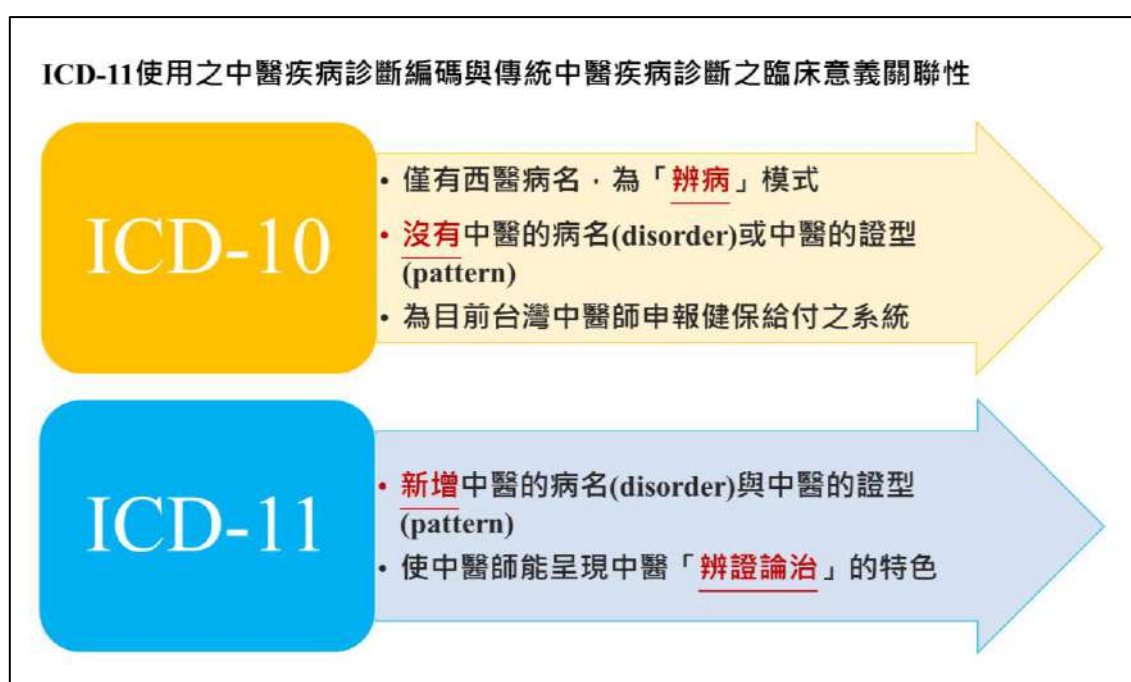 ICD-11使用之中醫疾病診斷編碼與傳統中醫疾病診斷之臨床意義關聯性
ICD-10
• 僅有西醫病名，為「辨病」模式
• 沒有中醫的病名(disorder)或中醫的證型
(pattern)
• 為目前台灣中醫師申報健保給付之系統
ICD-11
• 新增中醫的病名(disorder)與中醫的證型
(pattern)
• 使中醫師能呈現中醫「辨證論治」的特色